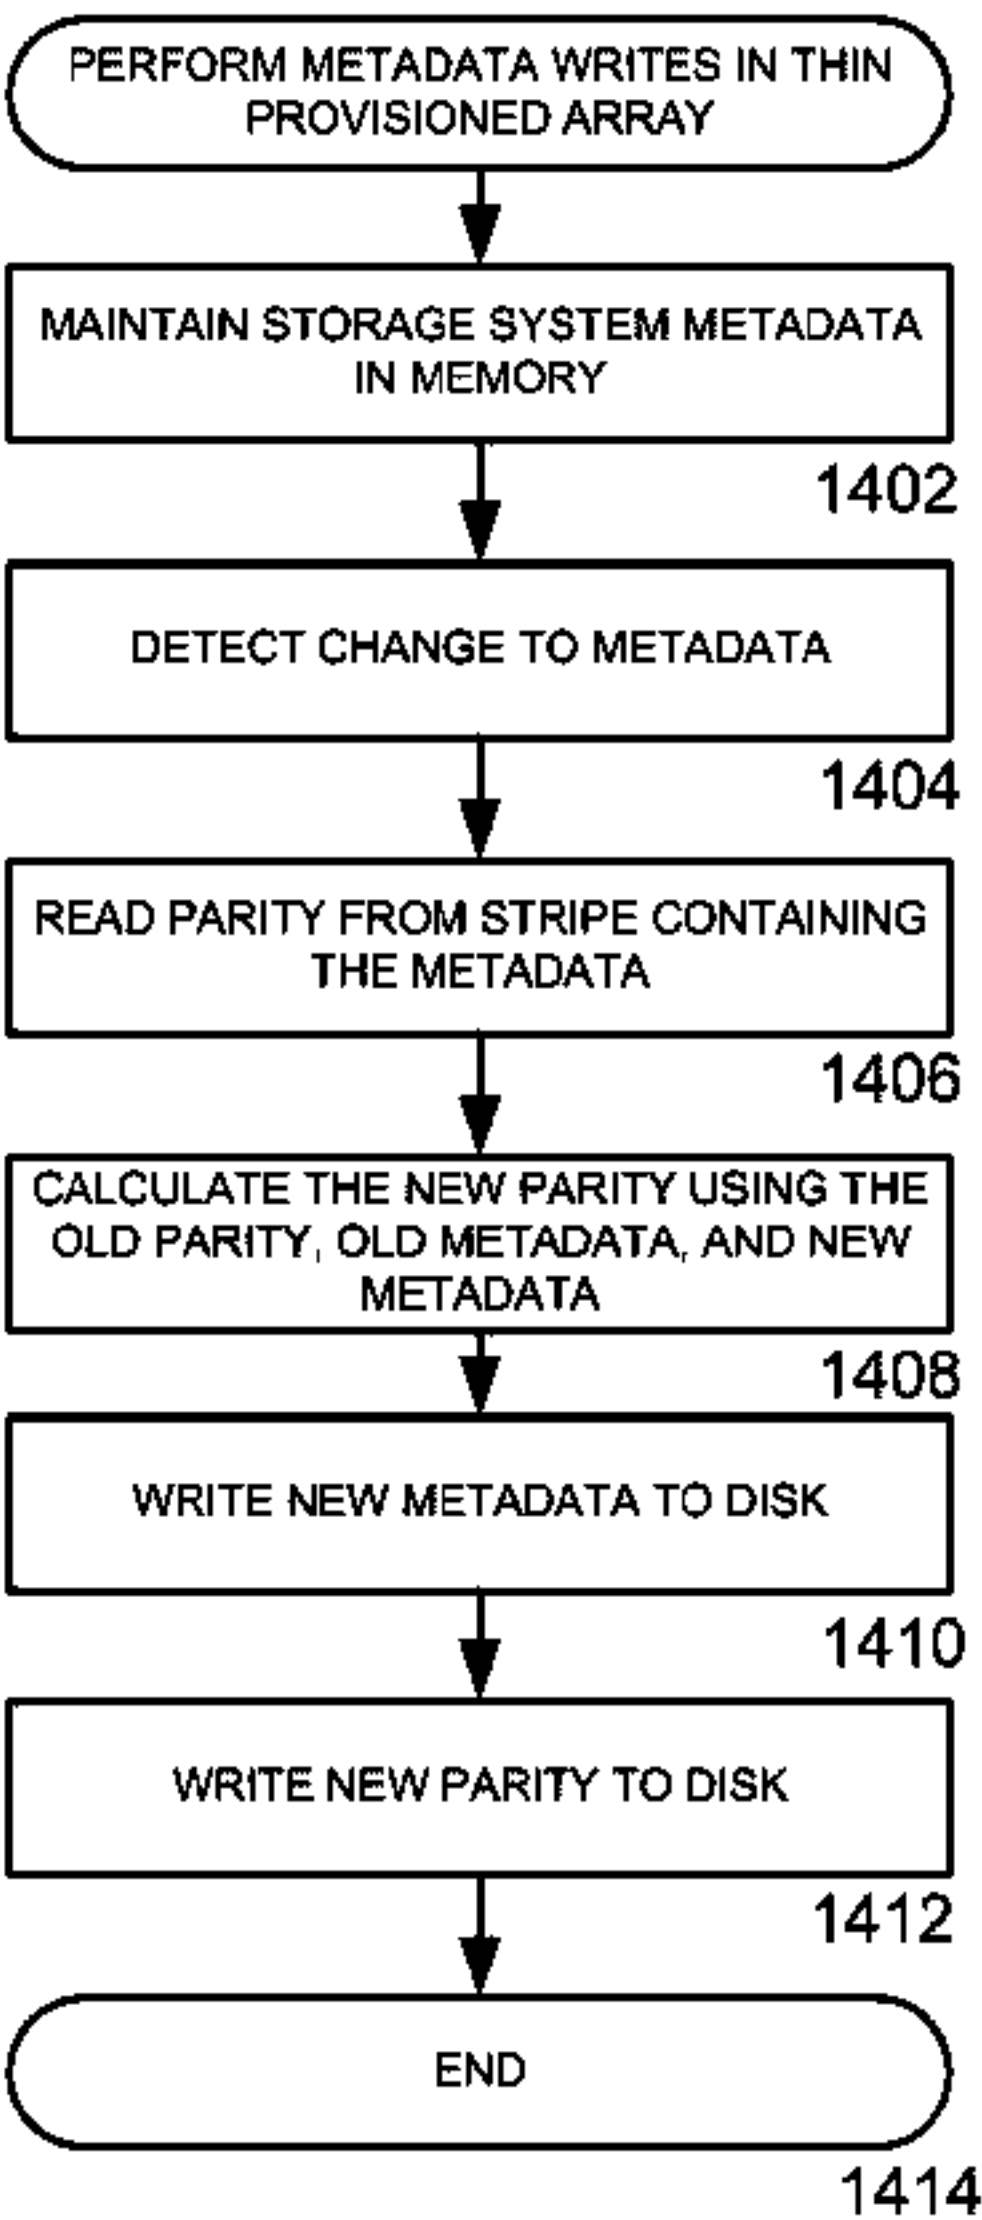 PERFORM METADATA WRITES IN THIN
PROVISIONED ARRAY
MAINTAIN STORAGE SYSTEM METADATA
IN MEMORY
1402
DETECT CHANGE TO METADATA
1404
READ PARITY FROM STRIPE CONTAINING
THE METADATA
1406
CALCULATE THE NEW PARITY USING THE
OLD PARITY, OLD METADATA, AND NEW
METADATA
1408
WRITE NEW METADATA TO DISK
1410
WRITE NEW PARITY TO DISK
1412
END
1414